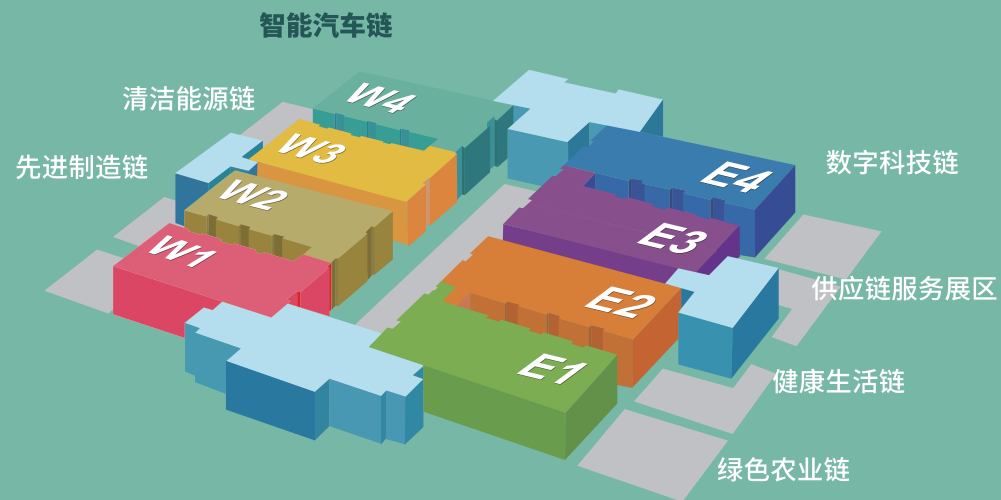 智能汽车链
清洁能源链
W4
W3
先进制造链
数字科技链
E4
W2
E3
W1
供应链服务展区
E2
E1
健康生活链
绿色农业链